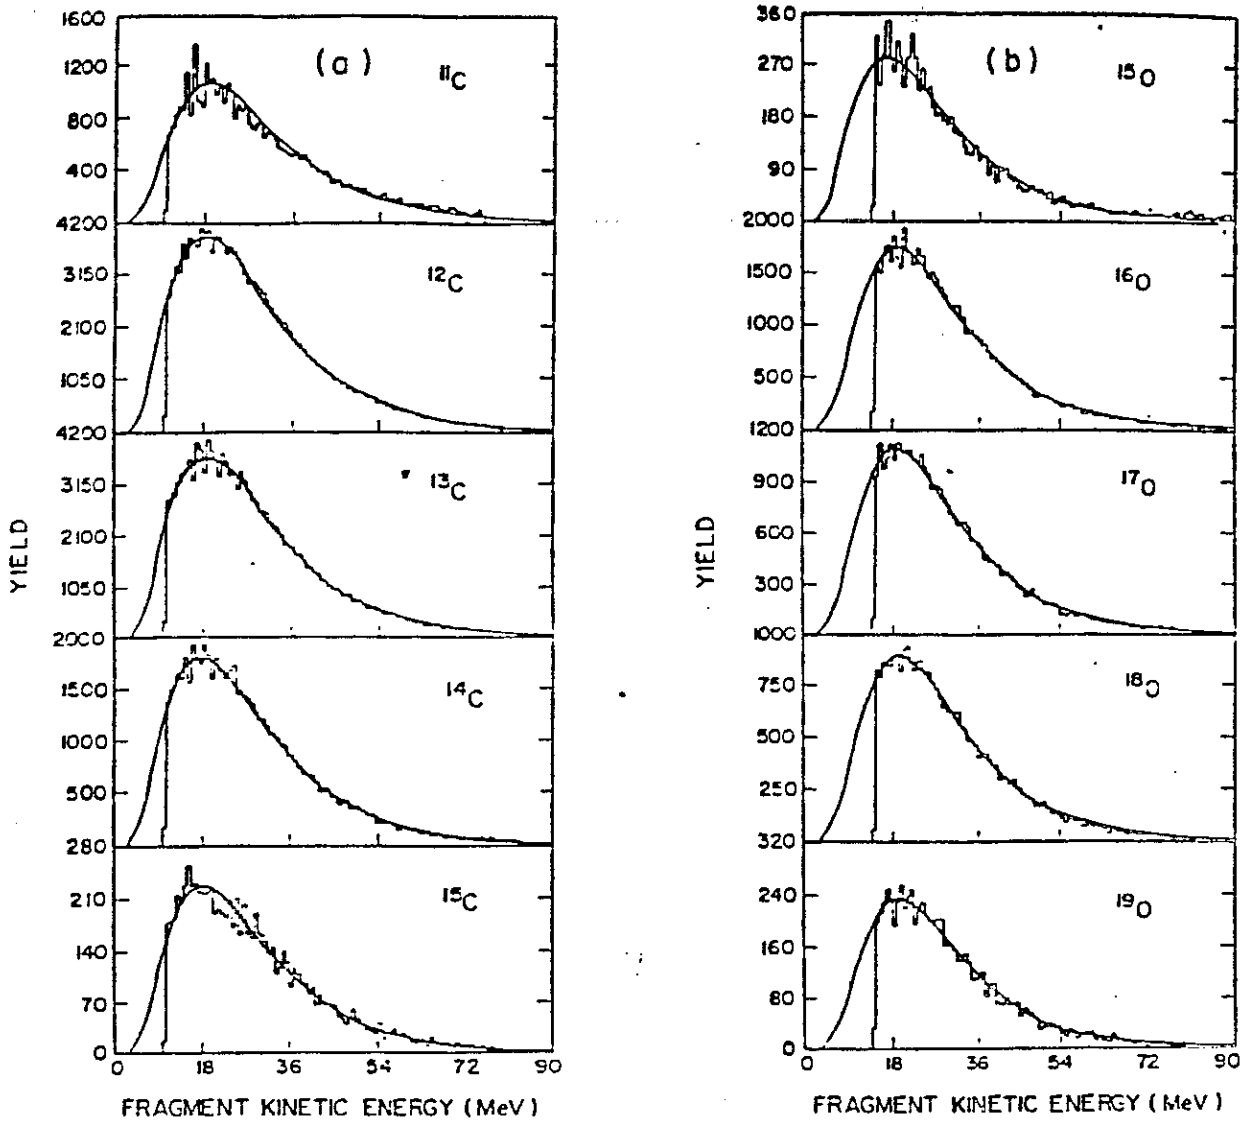 (a)
YIELD
1600
1200
800
400
11C
4200
3150
2100
1050
12C
4200
3150
2100
1050
13C
2000
1500
1000
500
14C
280
210
140
70
0
15C
0 18 36 54 72 90
FRAGMENT KINETIC ENERGY (MeV)
(b)
YIELD
360
270
180
90
15O
2000
1500
1000
500
16O
1200
900
600
300
17O
1000
750
500
250
18O
320
240
160
80
0
19O
0 18 36 54 72 90
FRAGMENT KINETIC ENERGY (MeV)